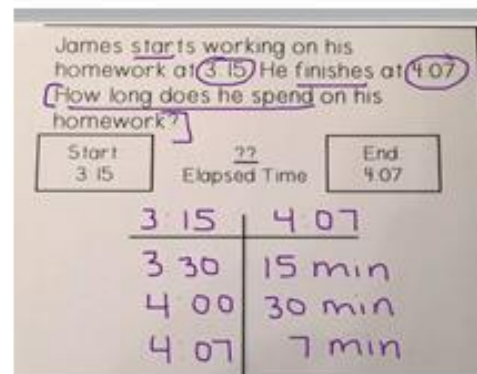 James starts working on his
homework at 3:15. He finishes at 4:07.
How long does he spend on his
homework?
Start
3:15
??
Elapsed Time
End
4:07
3:15 4:07
3:30 15 min
4:00 30 min
4:07 7 min